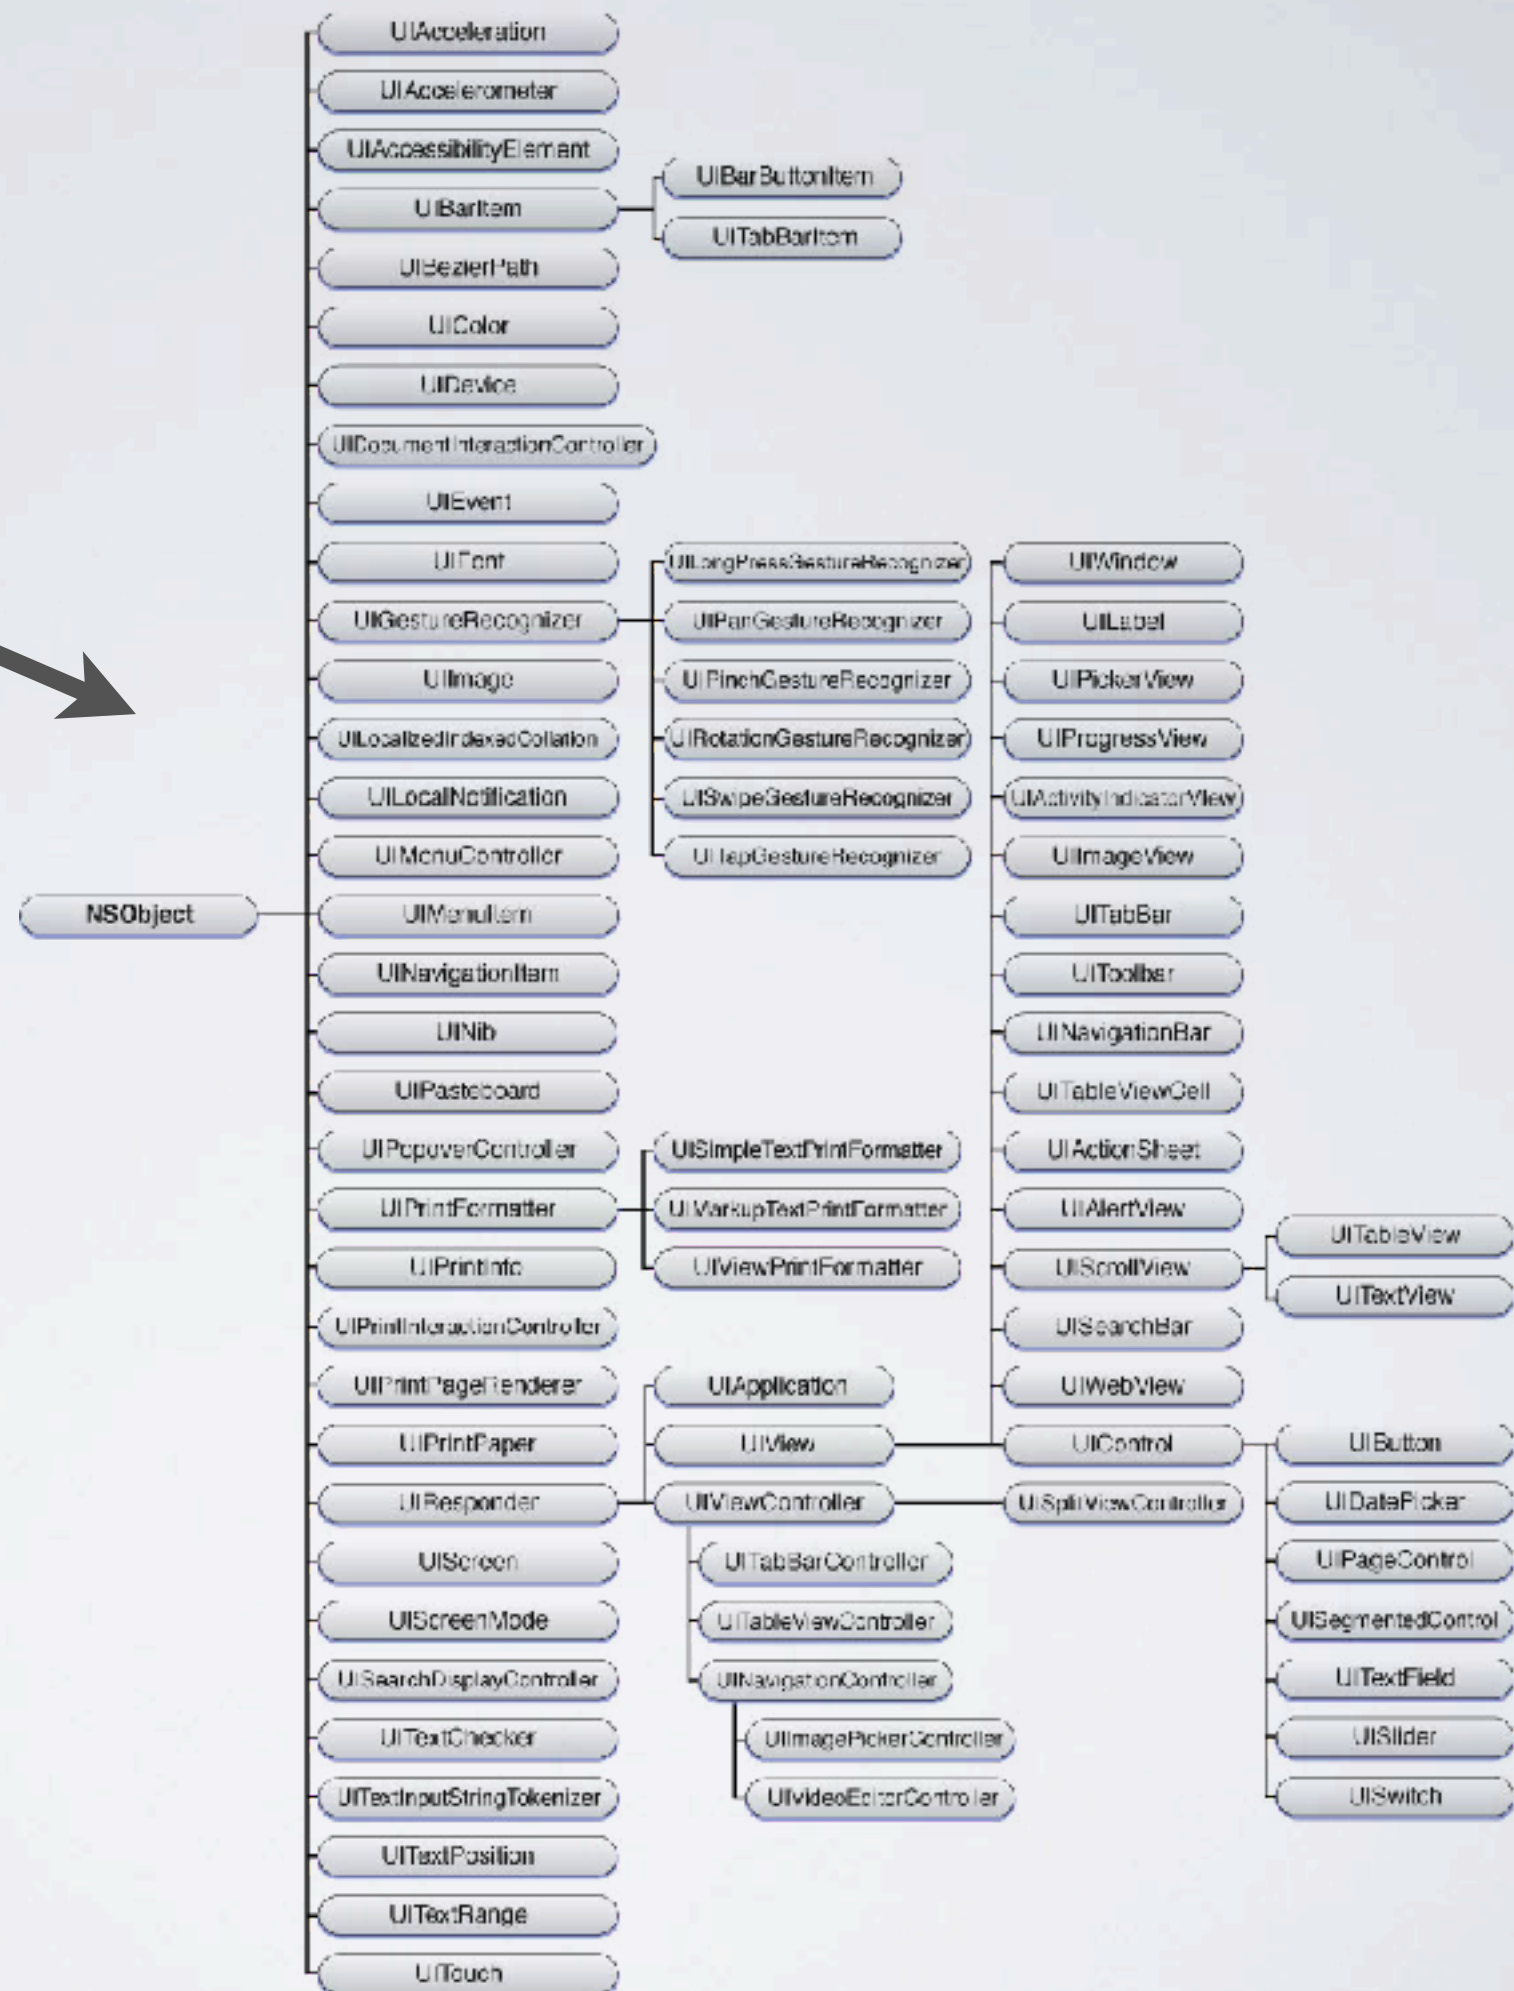 NSObject
UIAcceleration
UIAccelerometer
UIAccessibilityElement
UIBarItem
UIBarButtonItem
UITabBarItem
UIBezierPath
UIColor
UIDevice
UIDocumentInteractionController
UIEvent
UIFont
UIGestureRecognizer
UILongPressGestureRecognizer
UIPanGestureRecognizer
UIPinchGestureRecognizer
UIRotationGestureRecognizer
UISwipeGestureRecognizer
UITapGestureRecognizer
UIImage
UILocalizedIndexedCollation
UILocalNotification
UIMenuController
UIMenuItem
UINavigationItem
UINib
UIPasteboard
UIPopoverController
UIPrintFormatter
UISimpleTextPrintFormatter
UIMarkupTextPrintFormatter
UIViewPrintFormatter
UIPrintInfo
UIPrintInteractionController
UIPrintPageRenderer
UIPrintPaper
UIResponder
UIApplication
UIView
UIWindow
UILabel
UIPickerView
UIProgressView
UIActivityIndicatorView
UIImageView
UITabBar
UIToolbar
UINavigationBar
UITableViewCell
UIActionSheet
UIAlertView
UIScrollView
UITableView
UITextView
UISearchBar
UIWebView
UIControl
UIButton
UIDatePicker
UIPageControl
UISegmentedControl
UITextField
UISlider
UISwitch
UIViewController
UISplitViewController
UITabBarController
UITableViewController
UINavigationController
UIImagePickerController
UIVideoEditorController
UIScreen
UIScreenMode
UISearchDisplayController
UITextChecker
UITextInputStringTokenizer
UITextPosition
UITextRange
UITouch